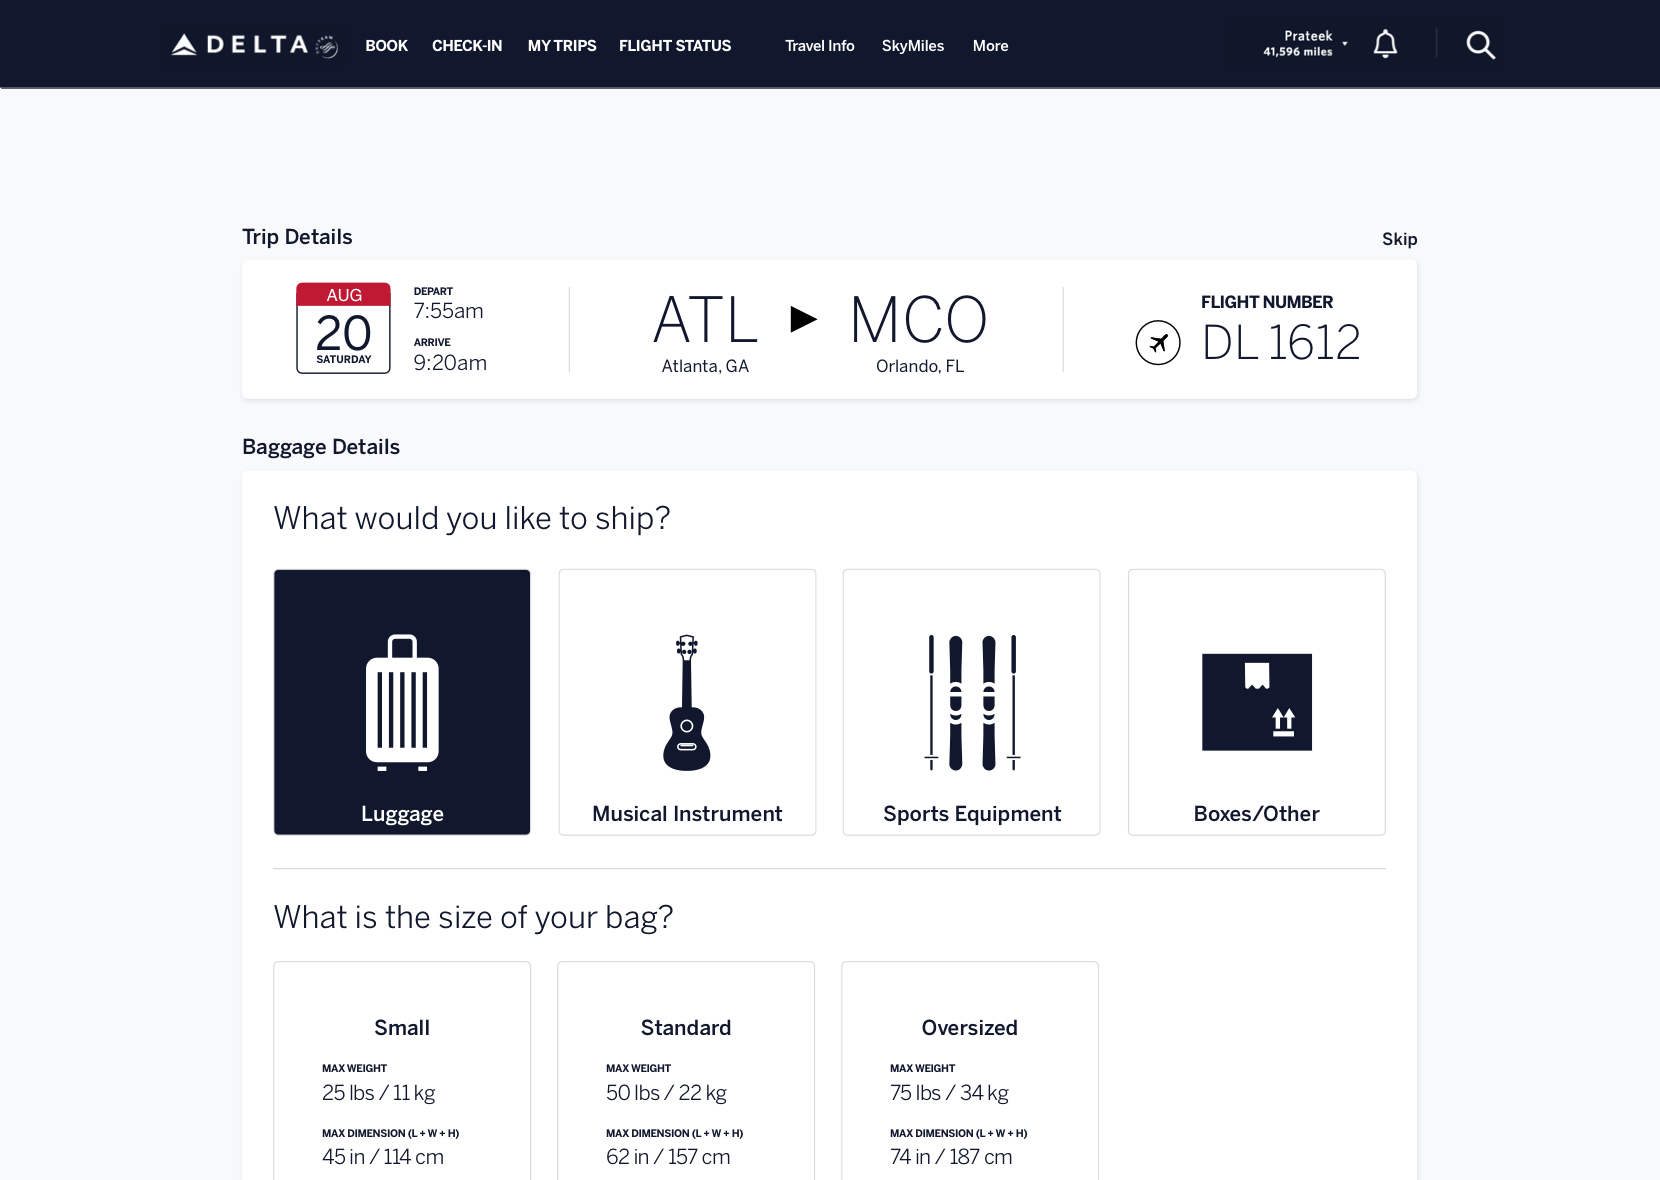 DELTA
BOOK CHECK-IN MY TRIPS FLIGHT STATUS Travel Info SkyMiles More
Prateek
41,596 miles
Trip Details
Skip
AUG
20
SATURDAY
DEPART
7:55am
ARRIVE
9:20am
ATL MCO
Atlanta, GA Orlando, FL
FLIGHT NUMBER
DL 1612
Baggage Details
What would you like to ship?
Luggage Musical Instrument Sports Equipment Boxes/Other
What is the size of your bag?
Small
MAX WEIGHT
25 lbs / 11 kg
MAX DIMENSION (L + W + H)
45 in / 114 cm
Standard
MAX WEIGHT
50 lbs / 22 kg
MAX DIMENSION (L + W + H)
62 in / 157 cm
Oversized
MAX WEIGHT
75 lbs / 34 kg
MAX DIMENSION (L + W + H)
74 in / 187 cm